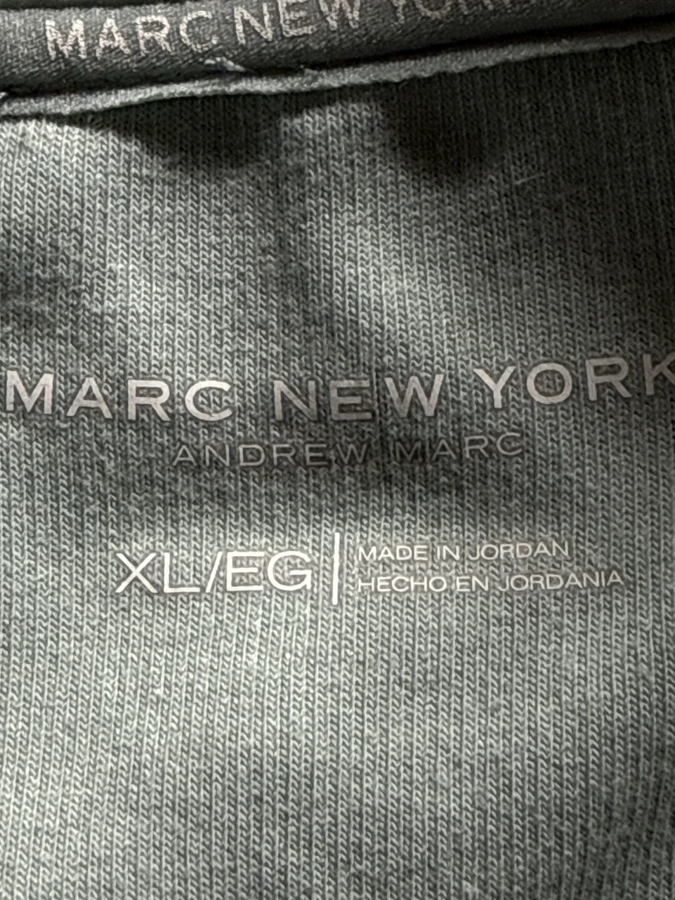 MARC NEW YORK
MARC NEW YORK
ANDREW MARC
XL/EG
MADE IN JORDAN
HECHO EN JORDANIA